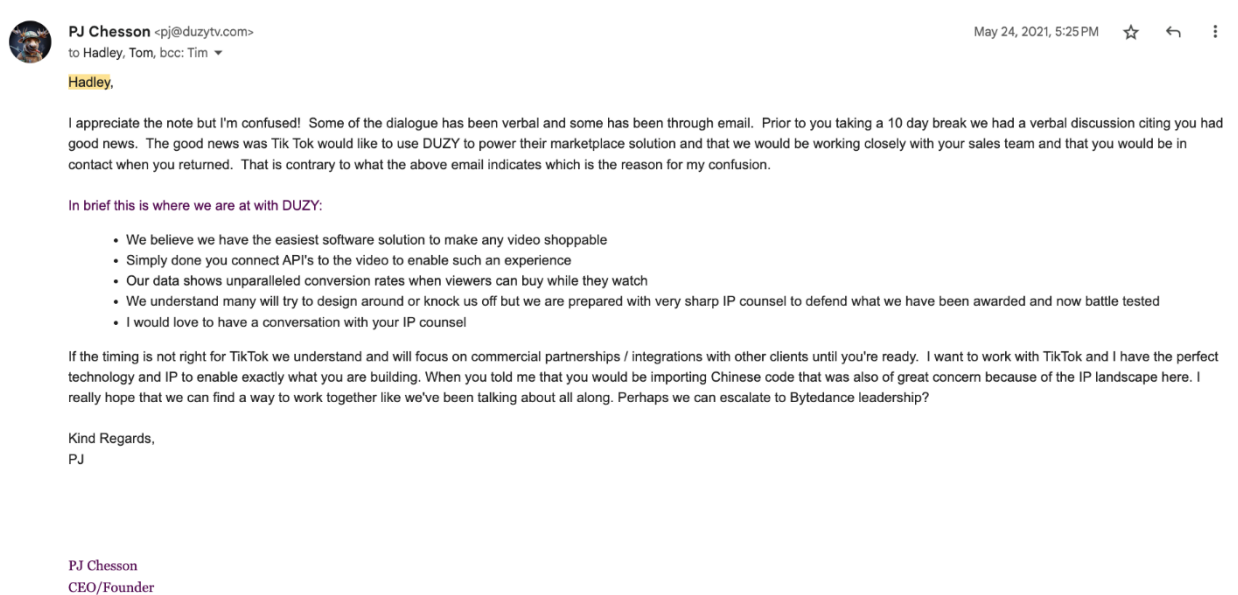 PJ Chesson <pj@duzytv.com>
May 24, 2021, 5:25 PM
to Hadley, Tom, bcc: Tim
Hadley,
I appreciate the note but I'm confused!  Some of the dialogue has been verbal and some has been through email.  Prior to you taking a 10 day break we had a verbal discussion citing you had
good news.  The good news was Tik Tok would like to use DUZY to power their marketplace solution and that we would be working closely with your sales team and that you would be in
contact when you returned.  That is contrary to what the above email indicates which is the reason for my confusion.
In brief this is where we are at with DUZY:
• We believe we have the easiest software solution to make any video shoppable
• Simply done you connect API's to the video to enable such an experience
• Our data shows unparalleled conversion rates when viewers can buy while they watch
• We understand many will try to design around or knock us off but we are prepared with very sharp IP counsel to defend what we have been awarded and now battle tested
• I would love to have a conversation with your IP counsel
If the timing is not right for TikTok we understand and will focus on commercial partnerships / integrations with other clients until you're ready.  I want to work with TikTok and I have the perfect
technology and IP to enable exactly what you are building. When you told me that you would be importing Chinese code that was also of great concern because of the IP landscape here. I
really hope that we can find a way to work together like we've been talking about all along. Perhaps we can escalate to Bytedance leadership?
Kind Regards,
PJ
PJ Chesson
CEO/Founder